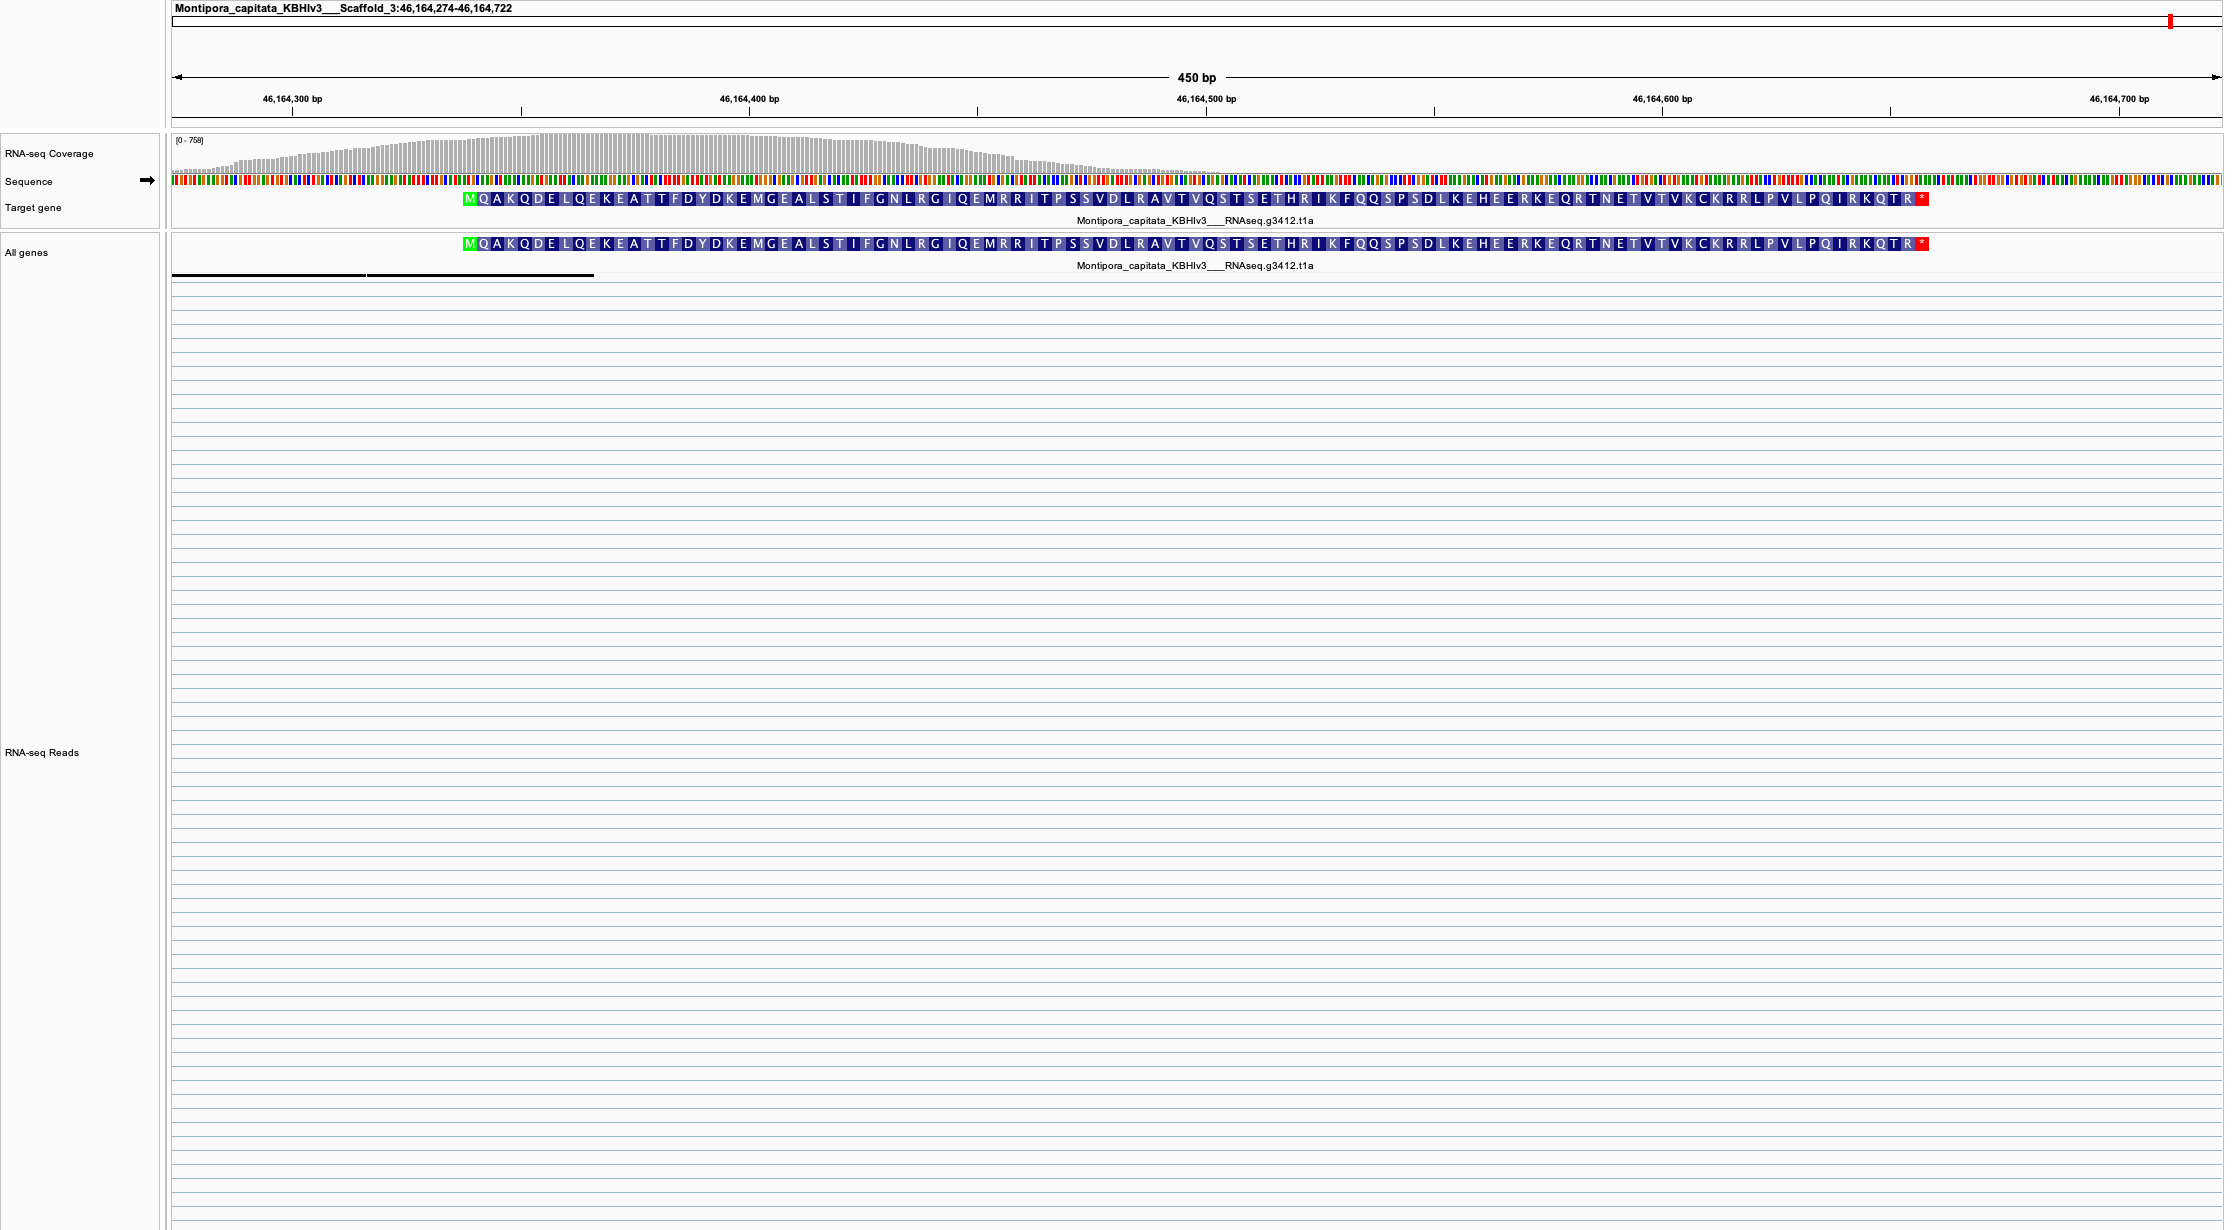 Montipora_capitata_KBHIv3___Scaffold_3:46,164,274-46,164,722
450 bp
46,164,300 bp 46,164,400 bp 46,164,500 bp 46,164,600 bp 46,164,700 bp
RNA-seq Coverage
[0 - 758]
Sequence
Target gene
MQAKQDELQEKEATTFDYDKEMGEALSTIFGNLRGIQEMRRITPSSVDLRAVTVQSTSETHRIKFQQSPSDLKEHEERKEQRTNETVTVKCKRRLPVLPQIRKQTR*
Montipora_capitata_KBHIv3___RNAseq.g3412.t1a
All genes
MQAKQDELQEKEATTFDYDKEMGEALSTIFGNLRGIQEMRRITPSSVDLRAVTVQSTSETHRIKFQQSPSDLKEHEERKEQRTNETVTVKCKRRLPVLPQIRKQTR*
Montipora_capitata_KBHIv3___RNAseq.g3412.t1a
RNA-seq Reads